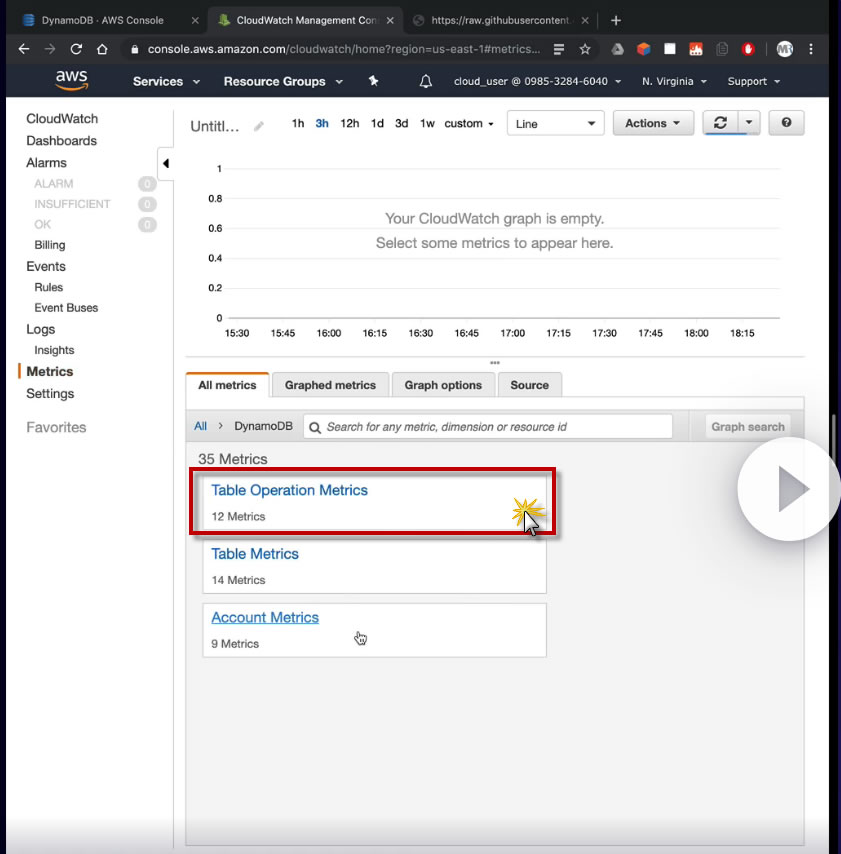 DynamoDB - AWS Console
CloudWatch Management Con
https://raw.githubusercontent.
console.aws.amazon.com/cloudwatch/home?region=us-east-1#metrics...
MR
aws
Services
Resource Groups
cloud_user @ 0985-3284-6040
N. Virginia
Support
CloudWatch
Dashboards
Alarms
ALARM 0
INSUFFICIENT 0
OK 0
Billing
Events
Rules
Event Buses
Logs
Insights
Metrics
Settings
Favorites
Untitl...
1h 3h 12h 1d 3d 1w custom
Line
Actions
?
1
0.8
0.6
0.4
0.2
0
Your CloudWatch graph is empty.
Select some metrics to appear here.
15:30 15:45 16:00 16:15 16:30 16:45 17:00 17:15 17:30 17:45 18:00 18:15
All metrics
Graphed metrics
Graph options
Source
All > DynamoDB
Search for any metric, dimension or resource id
Graph search
35 Metrics
Table Operation Metrics
12 Metrics
Table Metrics
14 Metrics
Account Metrics
9 Metrics